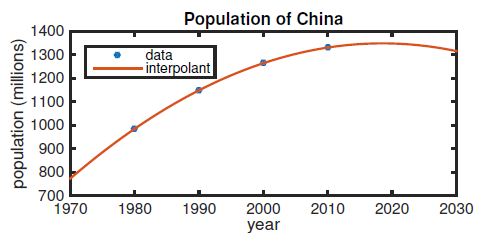 Population of China
population (millions)
1400
1300
1200
1100
1000
900
800
700
data
interpolant
1970 1980 1990 2000 2010 2020 2030
year